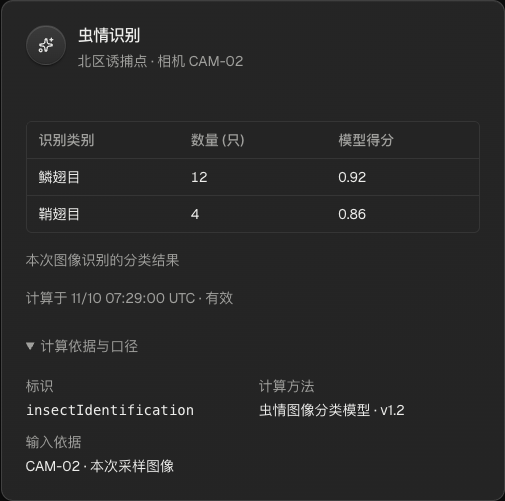 虫情识别
北区诱捕点 · 相机 CAM-02
识别类别 数量 (只) 模型得分
鳞翅目 12 0.92
鞘翅目 4 0.86
本次图像识别的分类结果
计算于 11/10 07:29:00 UTC · 有效
▼ 计算依据与口径
标识 计算方法
insectIdentification 虫情图像分类模型 · v1.2
输入依据
CAM-02 · 本次采样图像